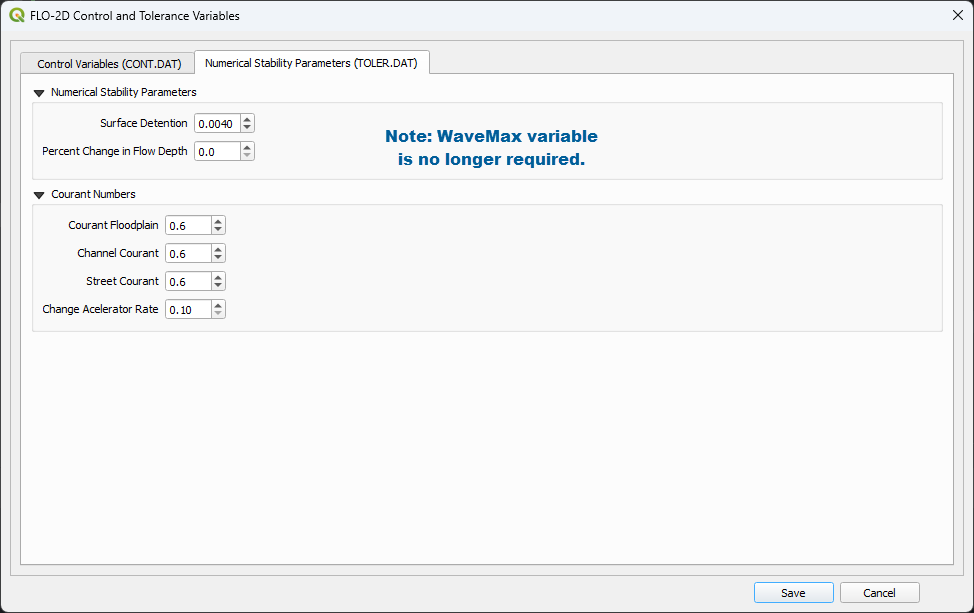 FLO-2D Control and Tolerance Variables
Control Variables (CONT.DAT)
Numerical Stability Parameters (TOLER.DAT)
Numerical Stability Parameters
Surface Detention 0.0040
Percent Change in Flow Depth 0.0
Note: WaveMax variable
is no longer required.
Courant Numbers
Courant Floodplain 0.6
Channel Courant 0.6
Street Courant 0.6
Change Acelerator Rate 0.10
Save
Cancel